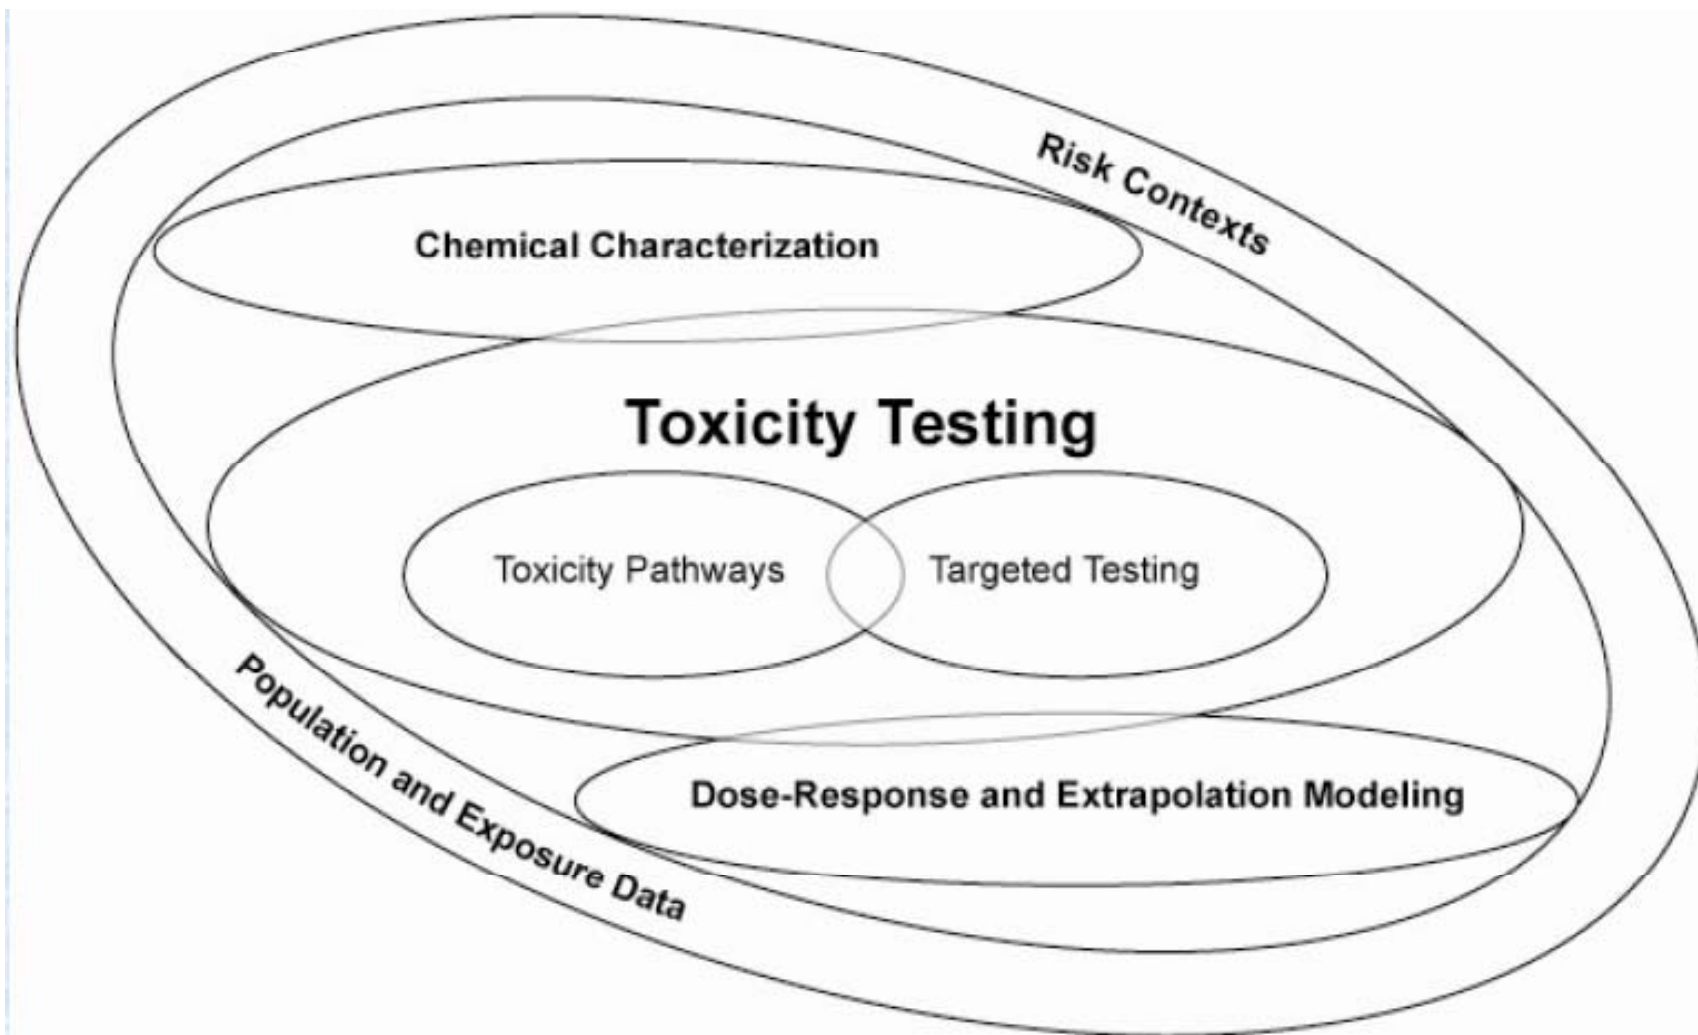 Risk Contexts
Chemical Characterization
Toxicity Testing
Toxicity Pathways
Targeted Testing
Population and Exposure Data
Dose-Response and Extrapolation Modeling